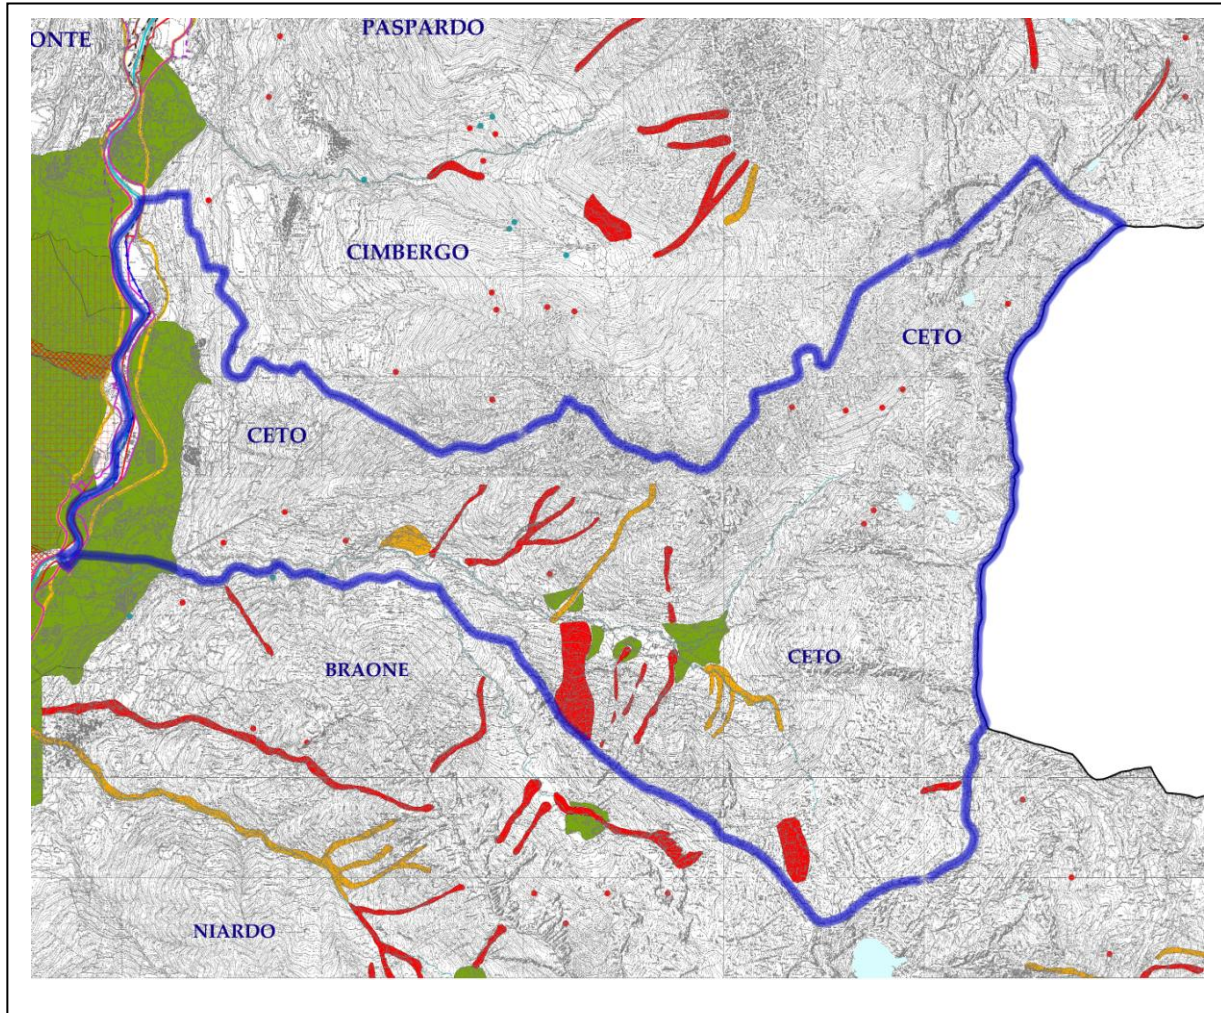 PASPARDO
ONTE
CIMBERGO
CETO
CETO
CETO
BRAONE
NIARDO